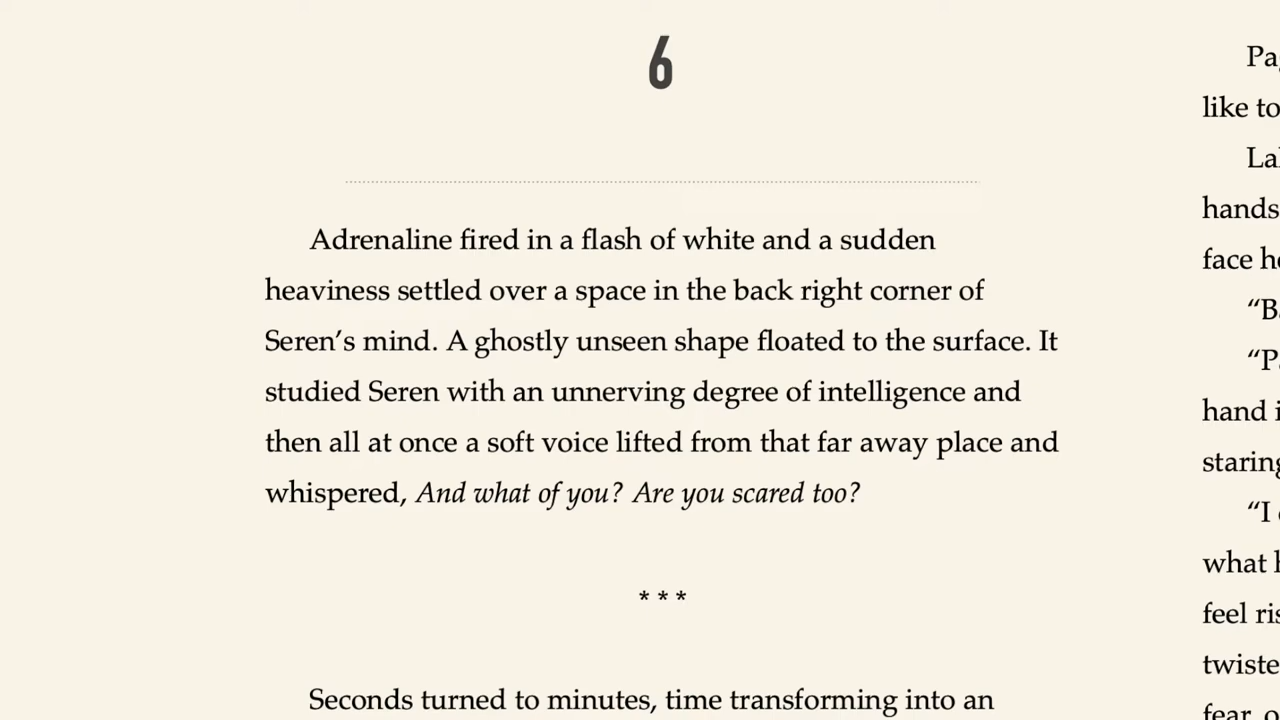 6
Adrenaline fired in a flash of white and a sudden
heaviness settled over a space in the back right corner of
Seren’s mind. A ghostly unseen shape floated to the surface. It
studied Seren with an unnerving degree of intelligence and
then all at once a soft voice lifted from that far away place and
whispered, And what of you? Are you scared too?
* * *
Seconds turned to minutes, time transforming into an
like to
hands
face
“I
what
feel